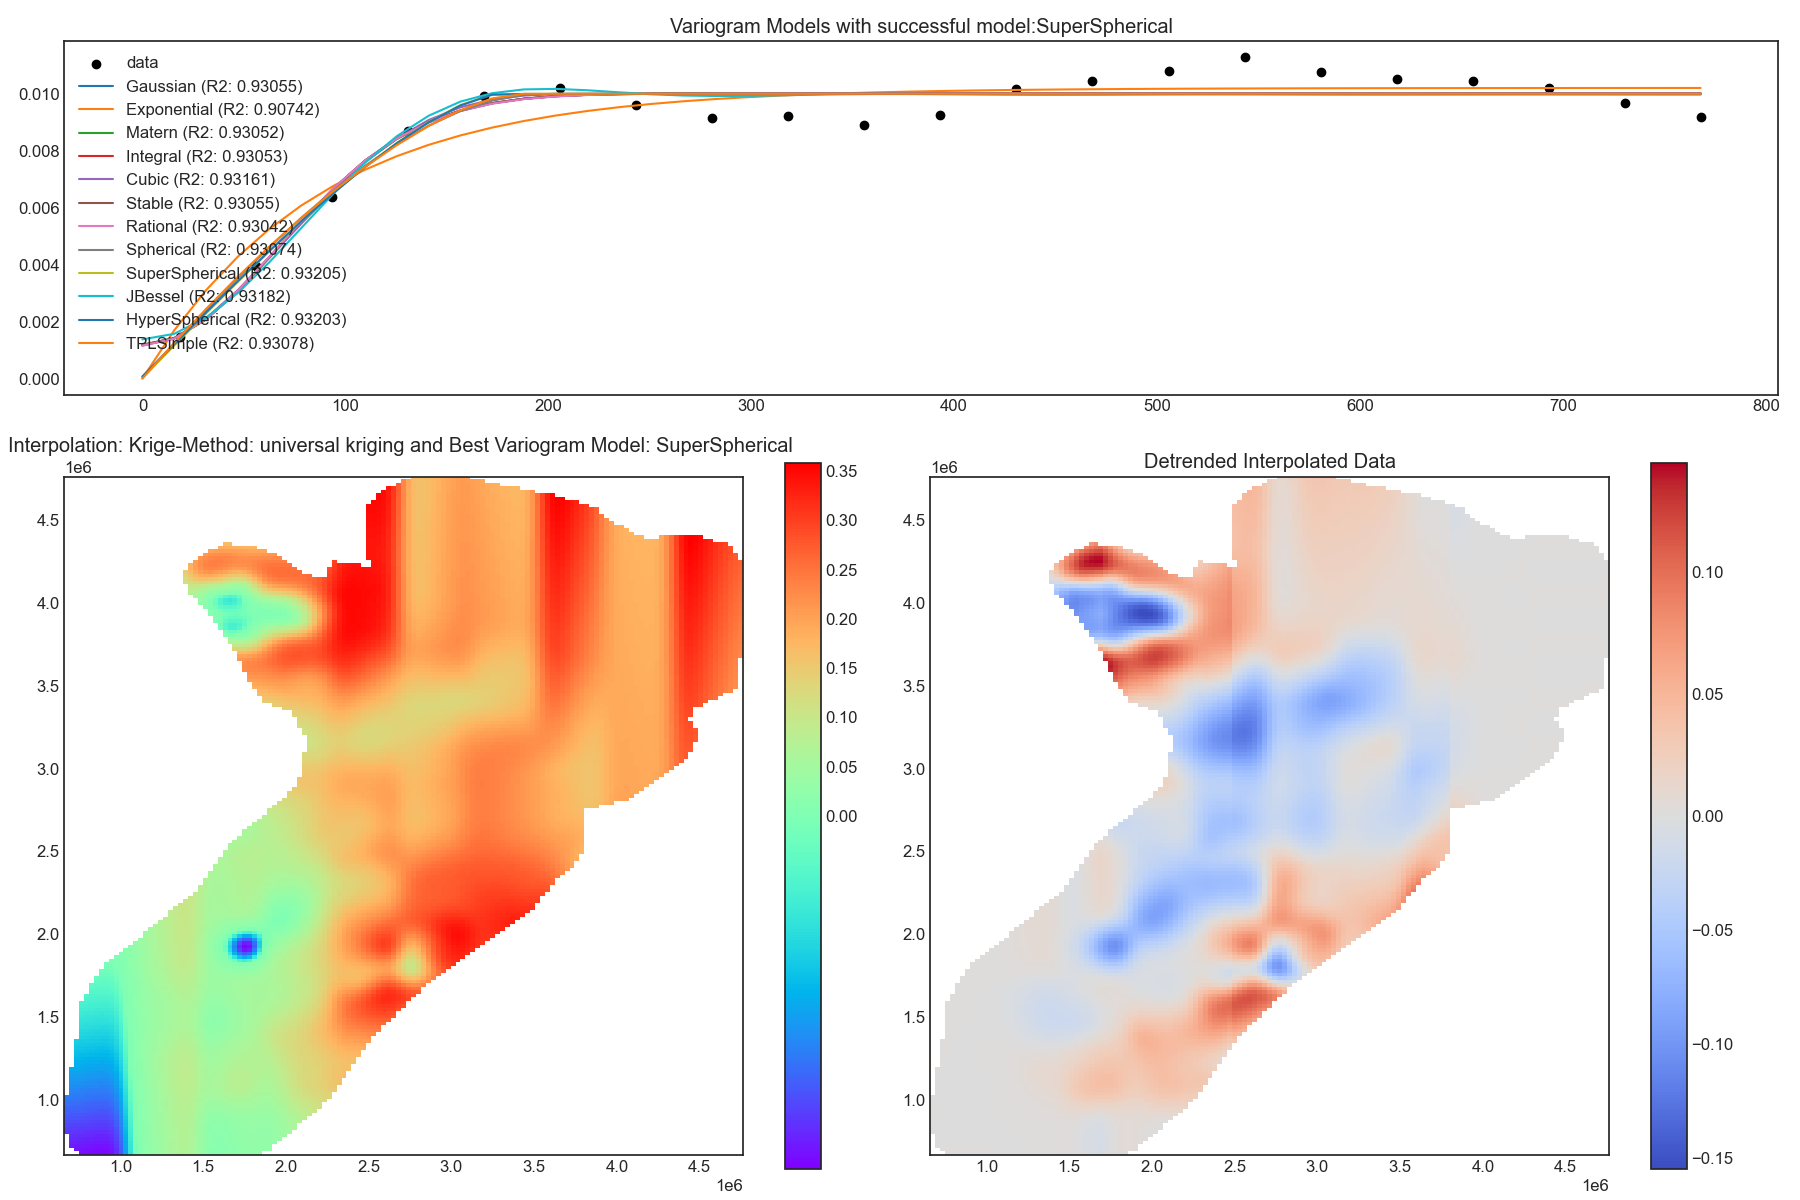 Variogram Models with successful model:SuperSpherical
data
Gaussian (R2: 0.93055)
Exponential (R2: 0.90742)
Matern (R2: 0.93052)
Integral (R2: 0.93053)
Cubic (R2: 0.93161)
Stable (R2: 0.93055)
Rational (R2: 0.93042)
Spherical (R2: 0.93074)
SuperSpherical (R2: 0.93205)
JBessel (R2: 0.93182)
HyperSpherical (R2: 0.93203)
TPLSimple (R2: 0.93078)
0.010
0.008
0.006
0.004
0.002
0.000
0 100 200 300 400 500 600 700 800
Interpolation: Krige-Method: universal kriging and Best Variogram Model: SuperSpherical
1e6
4.5
4.0
3.5
3.0
2.5
2.0
1.5
1.0
1.0 1.5 2.0 2.5 3.0 3.5 4.0 4.5
1e6
0.35
0.30
0.25
0.20
0.15
0.10
0.05
0.00
Detrended Interpolated Data
1e6
4.5
4.0
3.5
3.0
2.5
2.0
1.5
1.0
1.0 1.5 2.0 2.5 3.0 3.5 4.0 4.5
1e6
0.10
0.05
0.00
−0.05
−0.10
−0.15